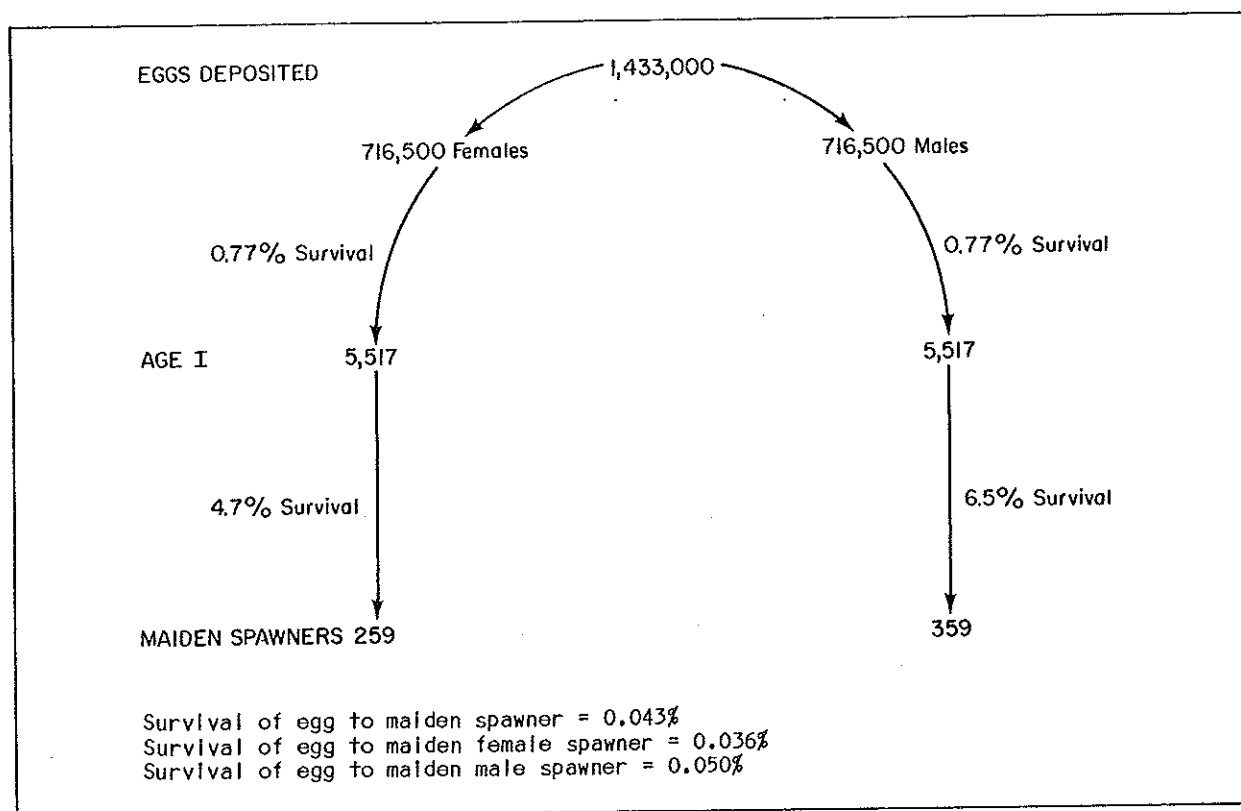 EGGS DEPOSITED 1,433,000
716,500 Females 716,500 Males
0.77% Survival 0.77% Survival
AGE I 5,517 5,517
4.7% Survival 6.5% Survival
MAIDEN SPAWNERS 259 359
Survival of egg to maiden spawner = 0.043%
Survival of egg to maiden female spawner = 0.036%
Survival of egg to maiden male spawner = 0.050%